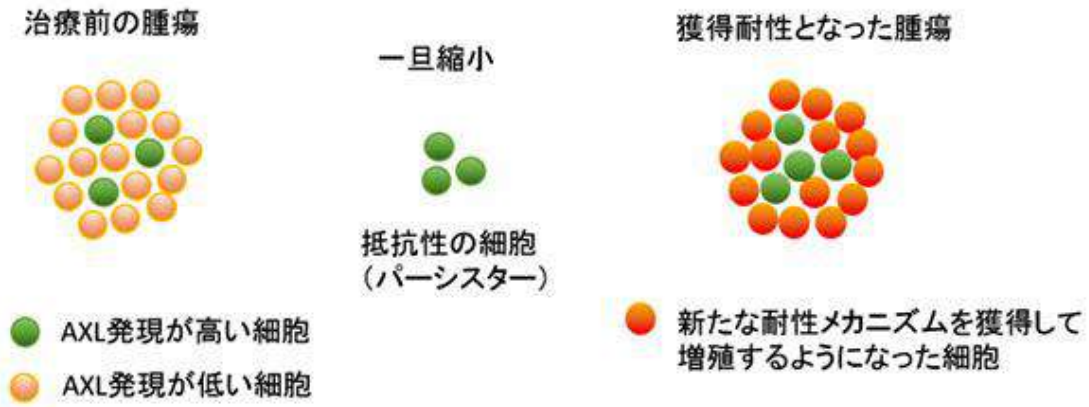 治療前の腫瘍
一旦縮小
獲得耐性となった腫瘍
抵抗性の細胞
（パーシスター）
AXL発現が高い細胞
AXL発現が低い細胞
新たな耐性メカニズムを獲得して
増殖するようになった細胞